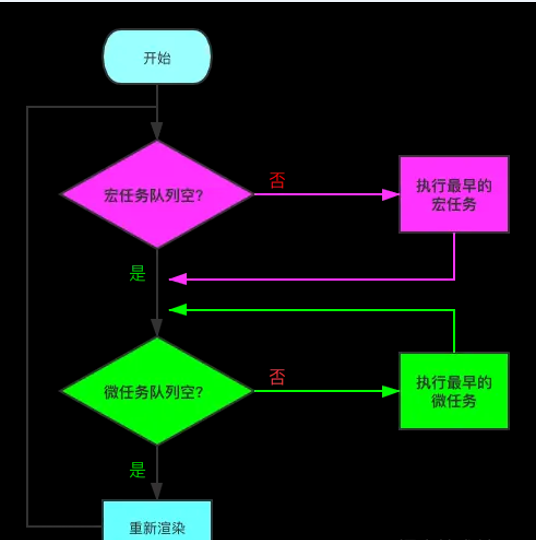 开始
宏任务队列空?
否
执行最早的
宏任务
是
微任务队列空?
否
执行最早的
微任务
是
重新渲染